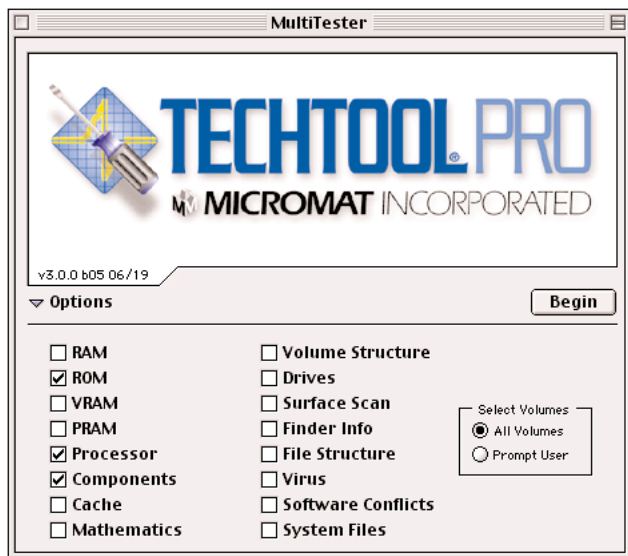 MultiTester
TECHTOOL® PRO
MICROMAT INCORPORATED
v3.0.0 b05 06/19
Options
Begin
RAM
ROM
VRAM
PRAM
Processor
Components
Cache
Mathematics
Volume Structure
Drives
Surface Scan
Finder Info
File Structure
Virus
Software Conflicts
System Files
Select Volumes
All Volumes
Prompt User